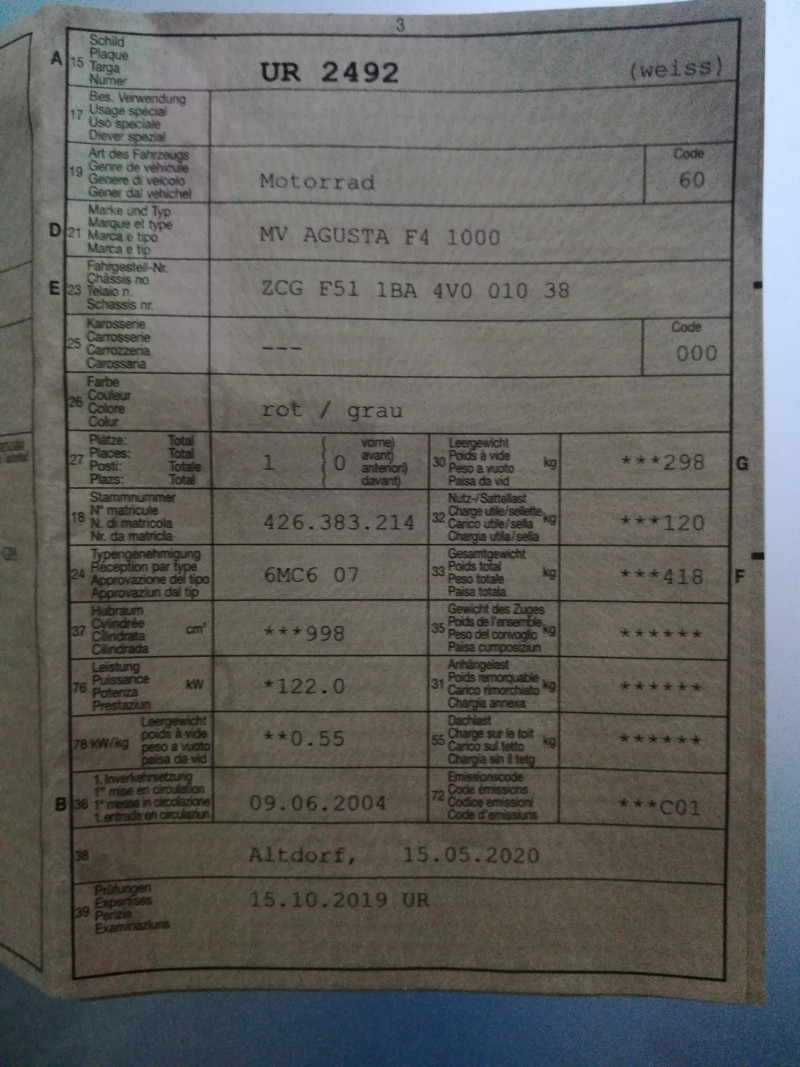 3
A 15 Schild
Plaque
Targa
Numer
UR 2492 (weiss)
17 Bes. Verwendung
Usage spécial
Uso speciale
Diever spezial
19 Art des Fahrzeugs
Genre de véhicule
Genere di veicolo
Gener dal vehichel
Motorrad
Code
60
D 21 Marke und Typ
Marque et type
Marca e tipo
Marca e tip
MV AGUSTA F4 1000
E 23 Fahrgestell-Nr.
Châssis no
Telaio n.
Schassis nr.
ZCG F51 1BA 4V0 010 38
25 Karosserie
Carrosserie
Carrozzeria
Carossaria
---
Code
000
26 Farbe
Couleur
Colore
Colur
rot / grau
27 Plätze: Total
Places: Total
Posti: Totale
Plazs: Total
1 ( 0 vorne)
avant)
anteriori)
davant)
30 Leergewicht
Poids à vide
Peso a vuoto
Paisa da vid
kg
***298
G
18 Stammnummer
N° matricule
N. di matricola
Nr. da matricla
426.383.214
32 Nutz-/Sattellast
Charge utile/sellette
Carico utile/sella
Chargia utila/sella
kg
***120
24 Typengenehmigung
Réception par type
Approvazione del tipo
Approvaziun dal tip
6MC6 07
33 Gesamtgewicht
Poids total
Peso totale
Paisa totala
kg
***418
F
37 Hubraum
Cylindrée
Cilindrata
Cilindrada
cm³
***998
35 Gewicht des Zuges
Poids de l'ensemble
Peso del convoglio
Paisa cumposiziun
kg
******
76 Leistung
Puissance
Potenza
Prestaziun
kW
*122.0
31 Anhängelast
Poids remorquable
Carico rimorchiato
Chargia annexa
kg
******
78 kW/kg
Leergewicht
poids à vide
peso a vuoto
paisa da vid
**0.55
55 Dachlast
Charge sur le toit
Carico sul tetto
Chargia sin il tetg
kg
******
B 36 1. Inverkehrsetzung
1re mise en circulation
1a messa in circolazione
1. entrada en circulaziun
09.06.2004
72 Emissionscode
Code émissions
Codice emissioni
Code d'emissiuns
***C01
38
Altdorf, 15.05.2020
39 Prüfungen
Expertises
Perizie
Examinaziuns
15.10.2019 UR